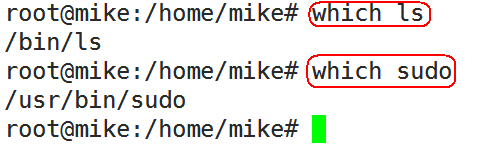 root@mike:/home/mike# which ls
/bin/ls
root@mike:/home/mike# which sudo
/usr/bin/sudo
root@mike:/home/mike#